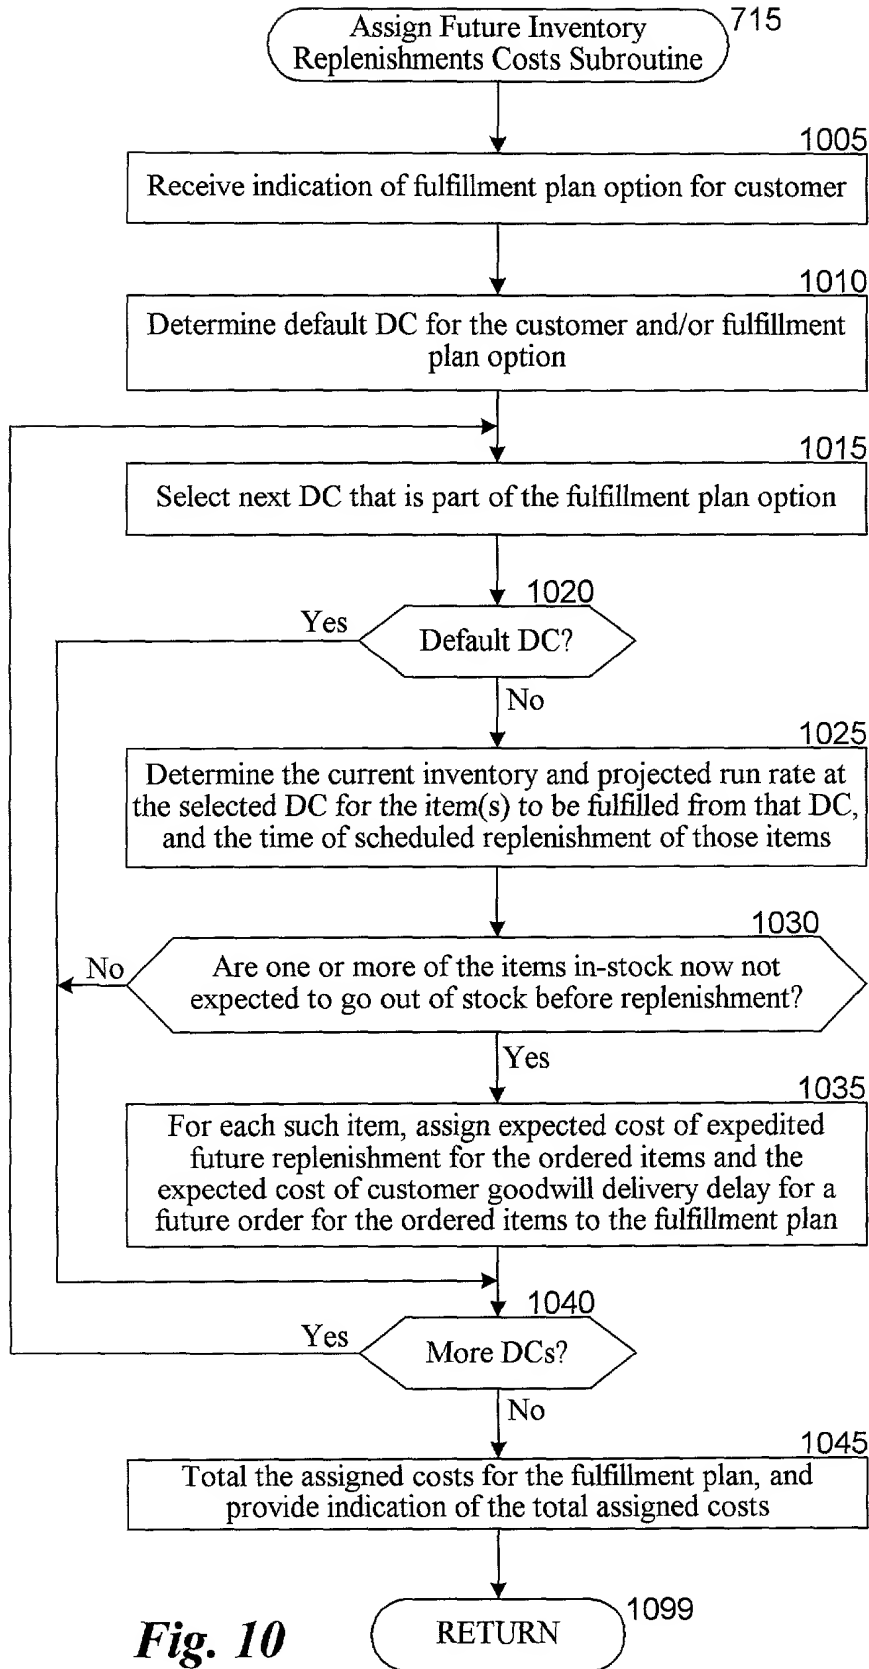 Assign Future Inventory
Replenishments Costs Subroutine
715
1005
Receive indication of fulfillment plan option for customer
1010
Determine default DC for the customer and/or fulfillment
plan option
1015
Select next DC that is part of the fulfillment plan option
1020
Yes
Default DC?
No
1025
Determine the current inventory and projected run rate at
the selected DC for the item(s) to be fulfilled from that DC,
and the time of scheduled replenishment of those items
1030
No
Are one or more of the items in-stock now not
expected to go out of stock before replenishment?
Yes
1035
For each such item, assign expected cost of expedited
future replenishment for the ordered items and the
expected cost of customer goodwill delivery delay for a
future order for the ordered items to the fulfillment plan
1040
Yes
More DCs?
No
1045
Total the assigned costs for the fulfillment plan, and
provide indication of the total assigned costs
1099
RETURN
Fig. 10